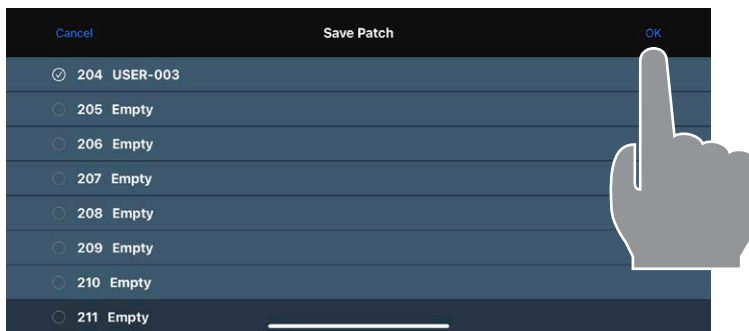 Cancel Save Patch OK
204 USER-003
205 Empty
206 Empty
207 Empty
208 Empty
209 Empty
210 Empty
211 Empty